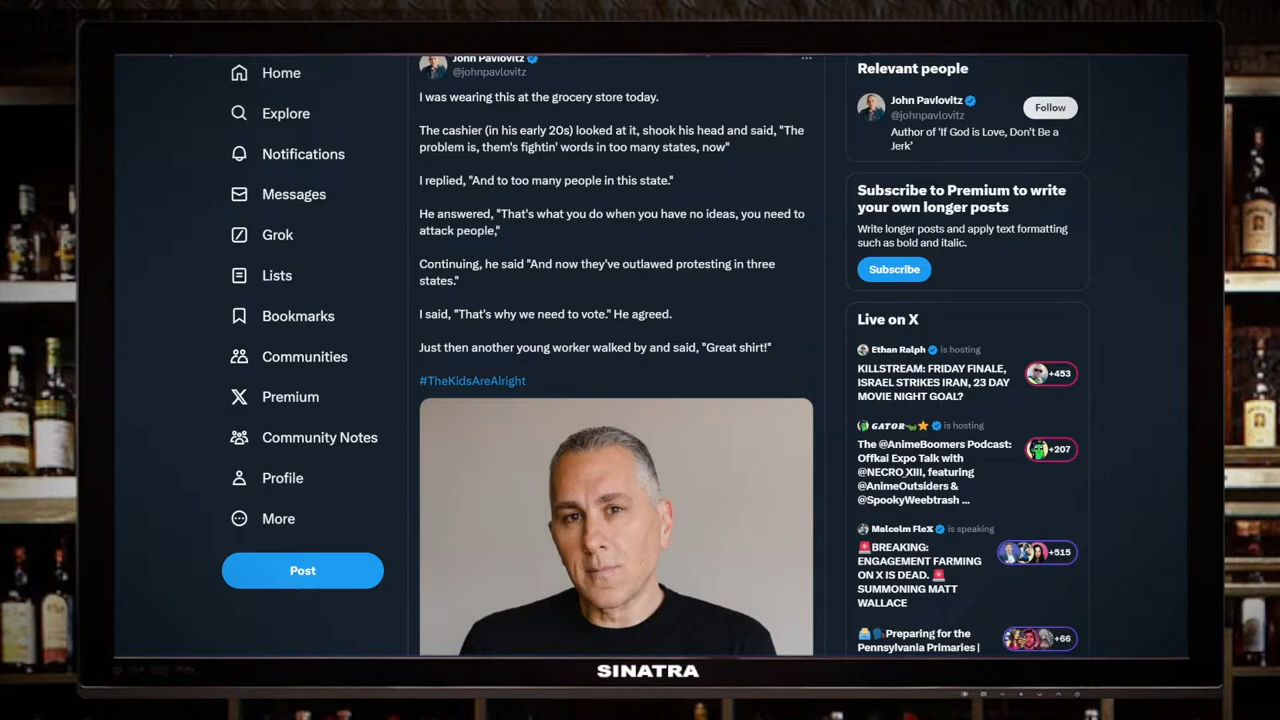 Home
Explore
Notifications
Messages
Grok
Lists
Bookmarks
Communities
Premium
Community Notes
Profile
More
Post
John Pavlovitz
@johnpavlovitz
I was wearing this at the grocery store today.
The cashier (in his early 20s) looked at it, shook his head and said, "The
problem is, them's fightin' words in too many states, now"
I replied, "And to too many people in this state."
He answered, "That's what you do when you have no ideas, you need to
attack people,"
Continuing, he said "And now they've outlawed protesting in three
states."
I said, "That's why we need to vote." He agreed.
Just then another young worker walked by and said, "Great shirt!"
#TheKidsAreAlright
Relevant people
John Pavlovitz
@johnpavlovitz
Follow
Author of 'If God is Love, Don't Be a
Jerk'
Subscribe to Premium to write
your own longer posts
Write longer posts and apply text formatting
such as bold and italic.
Subscribe
Live on X
Ethan Ralph is hosting
KILLSTREAM: FRIDAY FINALE,
ISRAEL STRIKES IRAN, 23 DAY
MOVIE NIGHT GOAL?
+453
GATOR is hosting
The @AnimeBoomers Podcast:
Offkai Expo Talk with
@NECRO_XIII, featuring
@AnimeOutsiders &
@SpookyWeebtrash ...
+207
Malcolm FleX is speaking
BREAKING:
ENGAGEMENT FARMING
ON X IS DEAD.
SUMMONING MATT
WALLACE
+515
Preparing for the
Pennsylvania Primaries |
+66
SINATRA